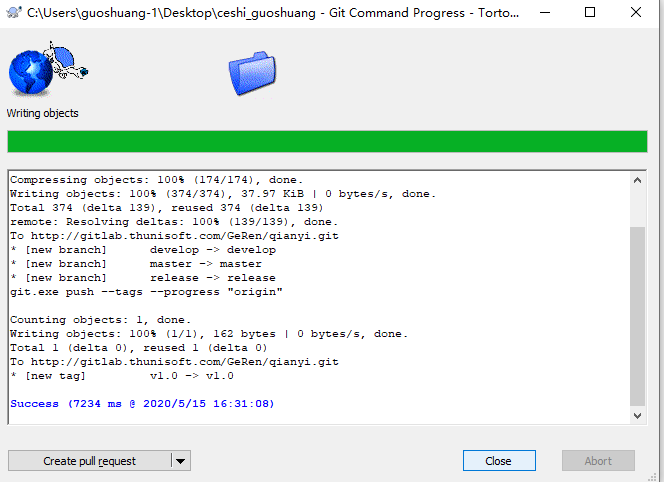 C:\Users\guoshuang-1\Desktop\ceshi_guoshuang - Git Command Progress - Torto...
Writing objects
Compressing objects: 100% (174/174), done.
Writing objects: 100% (374/374), 37.97 KiB | 0 bytes/s, done.
Total 374 (delta 139), reused 374 (delta 139)
remote: Resolving deltas: 100% (139/139), done.
To http://gitlab.thunisoft.com/GeRen/qianyi.git
* [new branch]      develop -> develop
* [new branch]      master -> master
* [new branch]      release -> release
git.exe push --tags --progress "origin"
Counting objects: 1, done.
Writing objects: 100% (1/1), 162 bytes | 0 bytes/s, done.
Total 1 (delta 0), reused 1 (delta 0)
To http://gitlab.thunisoft.com/GeRen/qianyi.git
* [new tag]         v1.0 -> v1.0
Success (7234 ms @ 2020/5/15 16:31:08)
Create pull request
Close
Abort